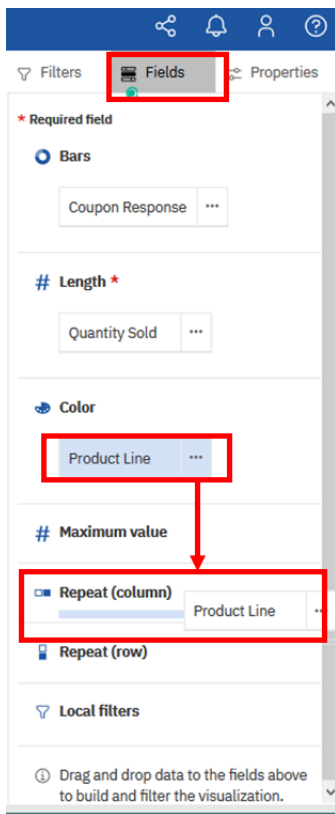 Filters Fields Properties
* Required field
Bars
Coupon Response ...
# Length *
Quantity Sold ...
Color
Product Line ...
# Maximum value
Repeat (column)
Product Line ...
Repeat (row)
Local filters
Drag and drop data to the fields above
to build and filter the visualization.